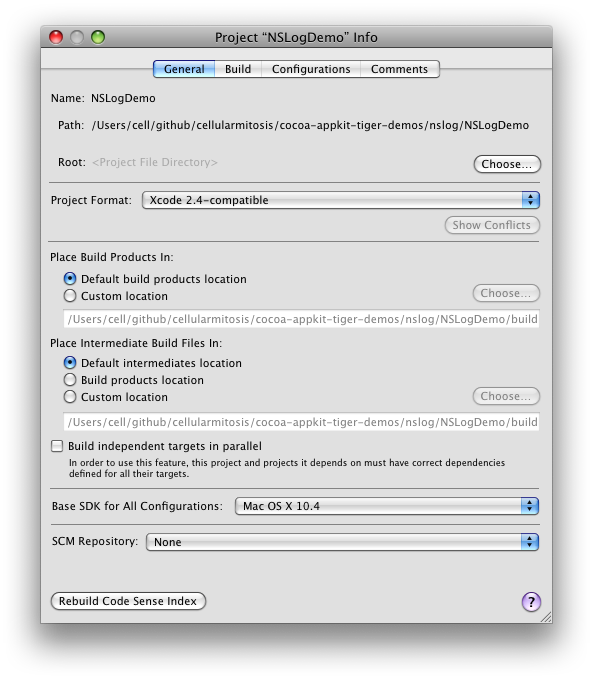 Project “NSLogDemo” Info
General Build Configurations Comments
Name: NSLogDemo
Path: /Users/cell/github/cellularmitosis/cocoa-appkit-tiger-demos/nslog/NSLogDemo
Root: <Project File Directory> Choose...
Project Format: Xcode 2.4-compatible
Show Conflicts
Place Build Products In:
Default build products location
Custom location Choose...
/Users/cell/github/cellularmitosis/cocoa-appkit-tiger-demos/nslog/NSLogDemo/build
Place Intermediate Build Files In:
Default intermediates location
Build products location
Custom location Choose...
/Users/cell/github/cellularmitosis/cocoa-appkit-tiger-demos/nslog/NSLogDemo/build
Build independent targets in parallel
In order to use this feature, this project and projects it depends on must have correct dependencies
defined for all their targets.
Base SDK for All Configurations: Mac OS X 10.4
SCM Repository: None
Rebuild Code Sense Index ?